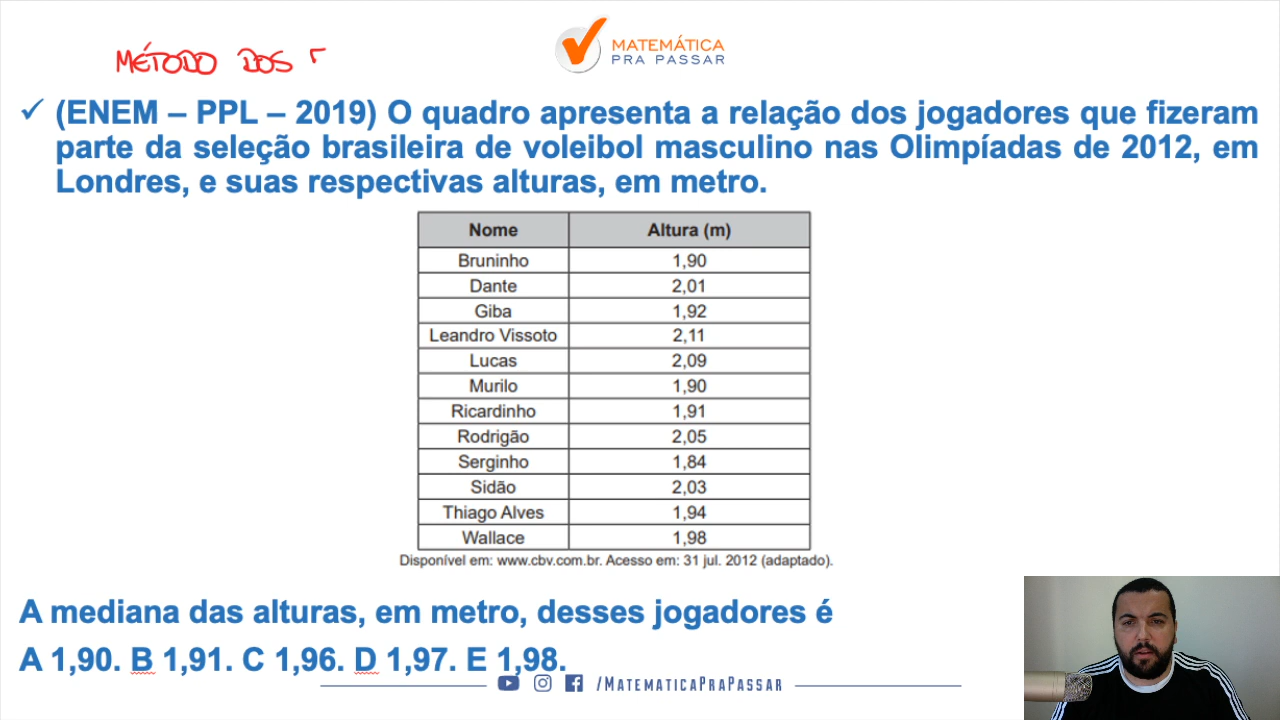 MATEMÁTICA
PRA PASSAR
MÉTODO DOS
✓ (ENEM – PPL – 2019) O quadro apresenta a relação dos jogadores que fizeram
parte da seleção brasileira de voleibol masculino nas Olimpíadas de 2012, em
Londres, e suas respectivas alturas, em metro.
Nome Altura (m)
Bruninho 1,90
Dante 2,01
Giba 1,92
Leandro Vissoto 2,11
Lucas 2,09
Murilo 1,90
Ricardinho 1,91
Rodrigão 2,05
Serginho 1,84
Sidão 2,03
Thiago Alves 1,94
Wallace 1,98
Disponível em: www.cbv.com.br. Acesso em: 31 jul. 2012 (adaptado).
A mediana das alturas, em metro, desses jogadores é
A 1,90. B 1,91. C 1,96. D 1,97. E 1,98.
/MATEMATICAPRAPASSAR